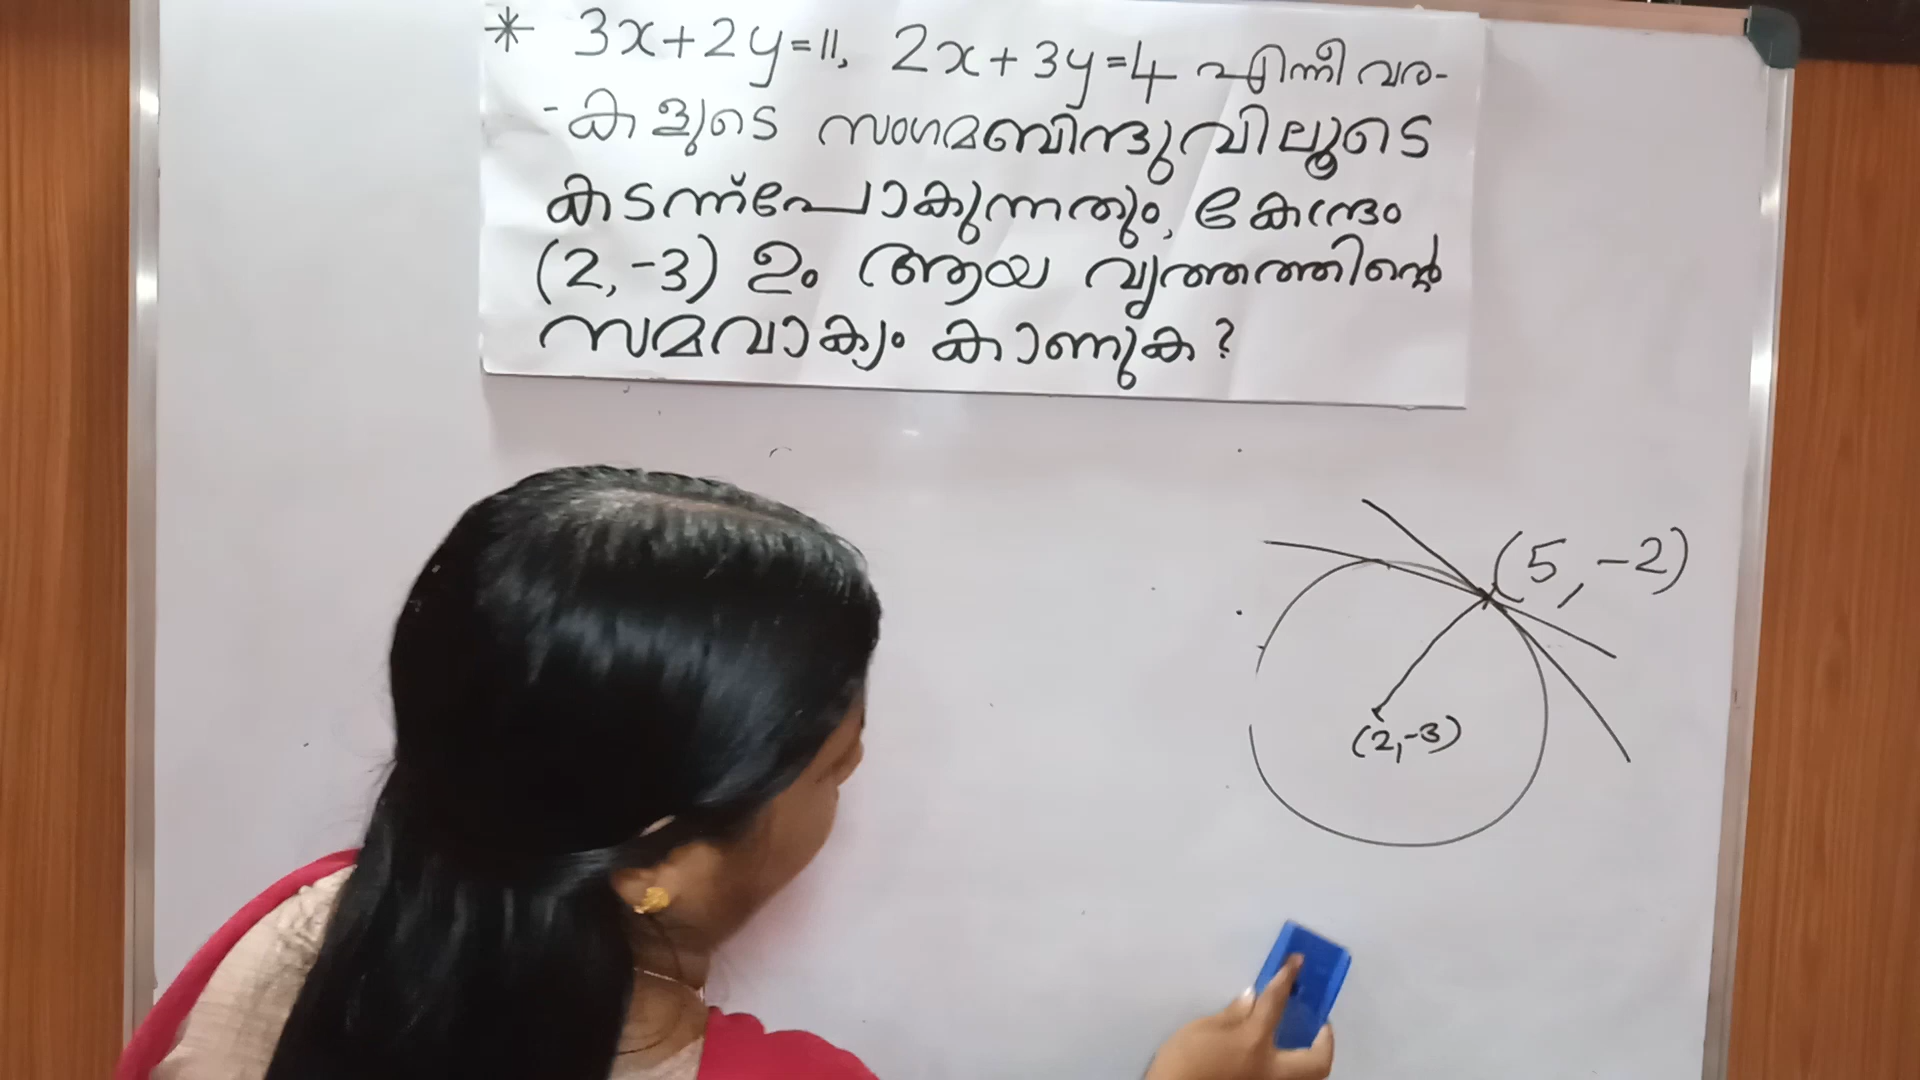 * 3x+2y=11, 2x+3y=4 എന്നീ വര-
-കളുടെ സംഗമബിന്ദുവിലൂടെ
കടന്ന്പോകുന്നതും, കേന്ദ്രം
(2,-3) ഉം ആയ വൃത്തത്തിന്റെ
സമവാക്യം കാണുക?
(5,-2)
(2,-3)